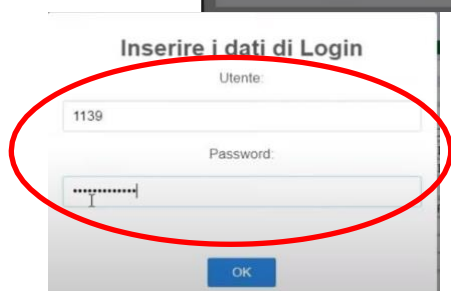 Inserire i dati di Login
Utente:
1139
Password:
•••••••••••••
OK